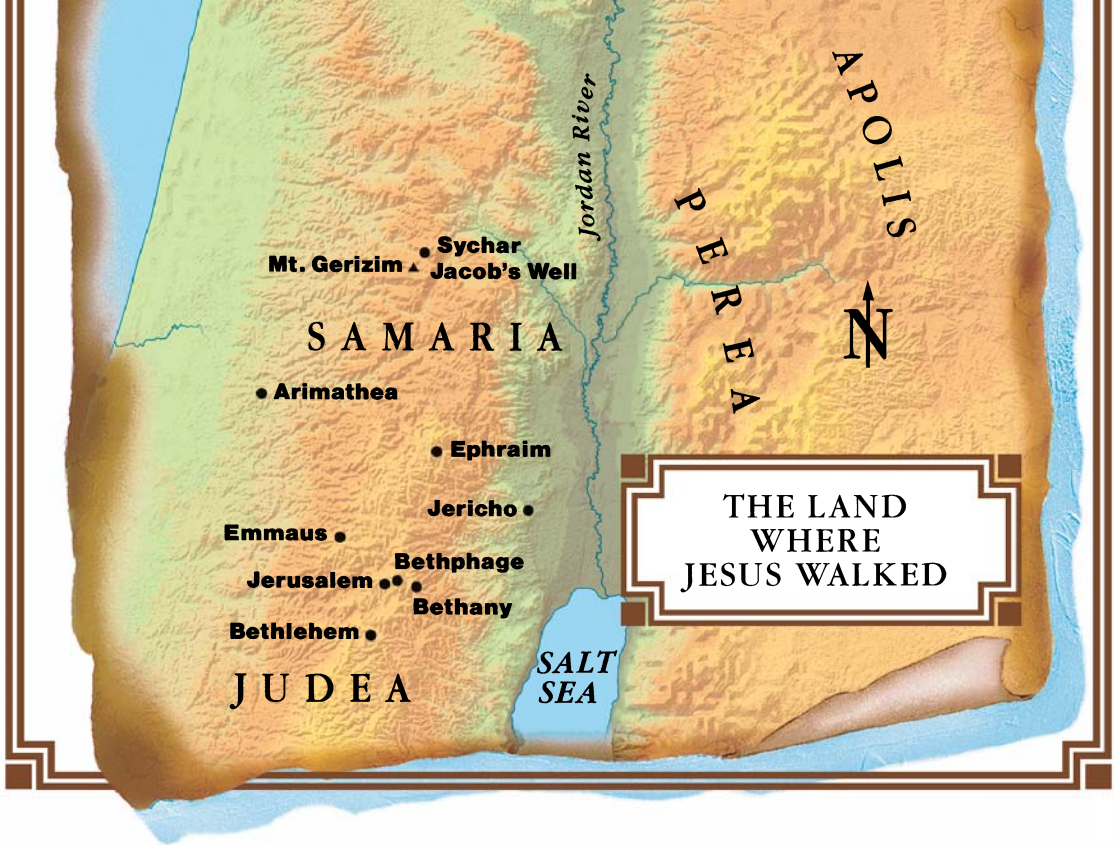 APOLIS
Jordan River
PEREA
Sychar
Mt. Gerizim
Jacob's Well
SAMARIA
N
Arimathea
Ephraim
Jericho
THE LAND
WHERE
JESUS WALKED
Emmaus
Bethphage
Jerusalem
Bethany
Bethlehem
SALT
SEA
JUDEA